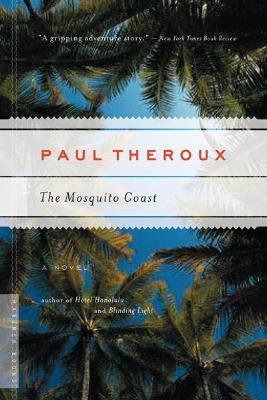 "A gripping adventure story." — New York Times Book Review
PAUL THEROUX
The Mosquito Coast
A NOVEL
author of Hotel Honolulu
and Blinding Light